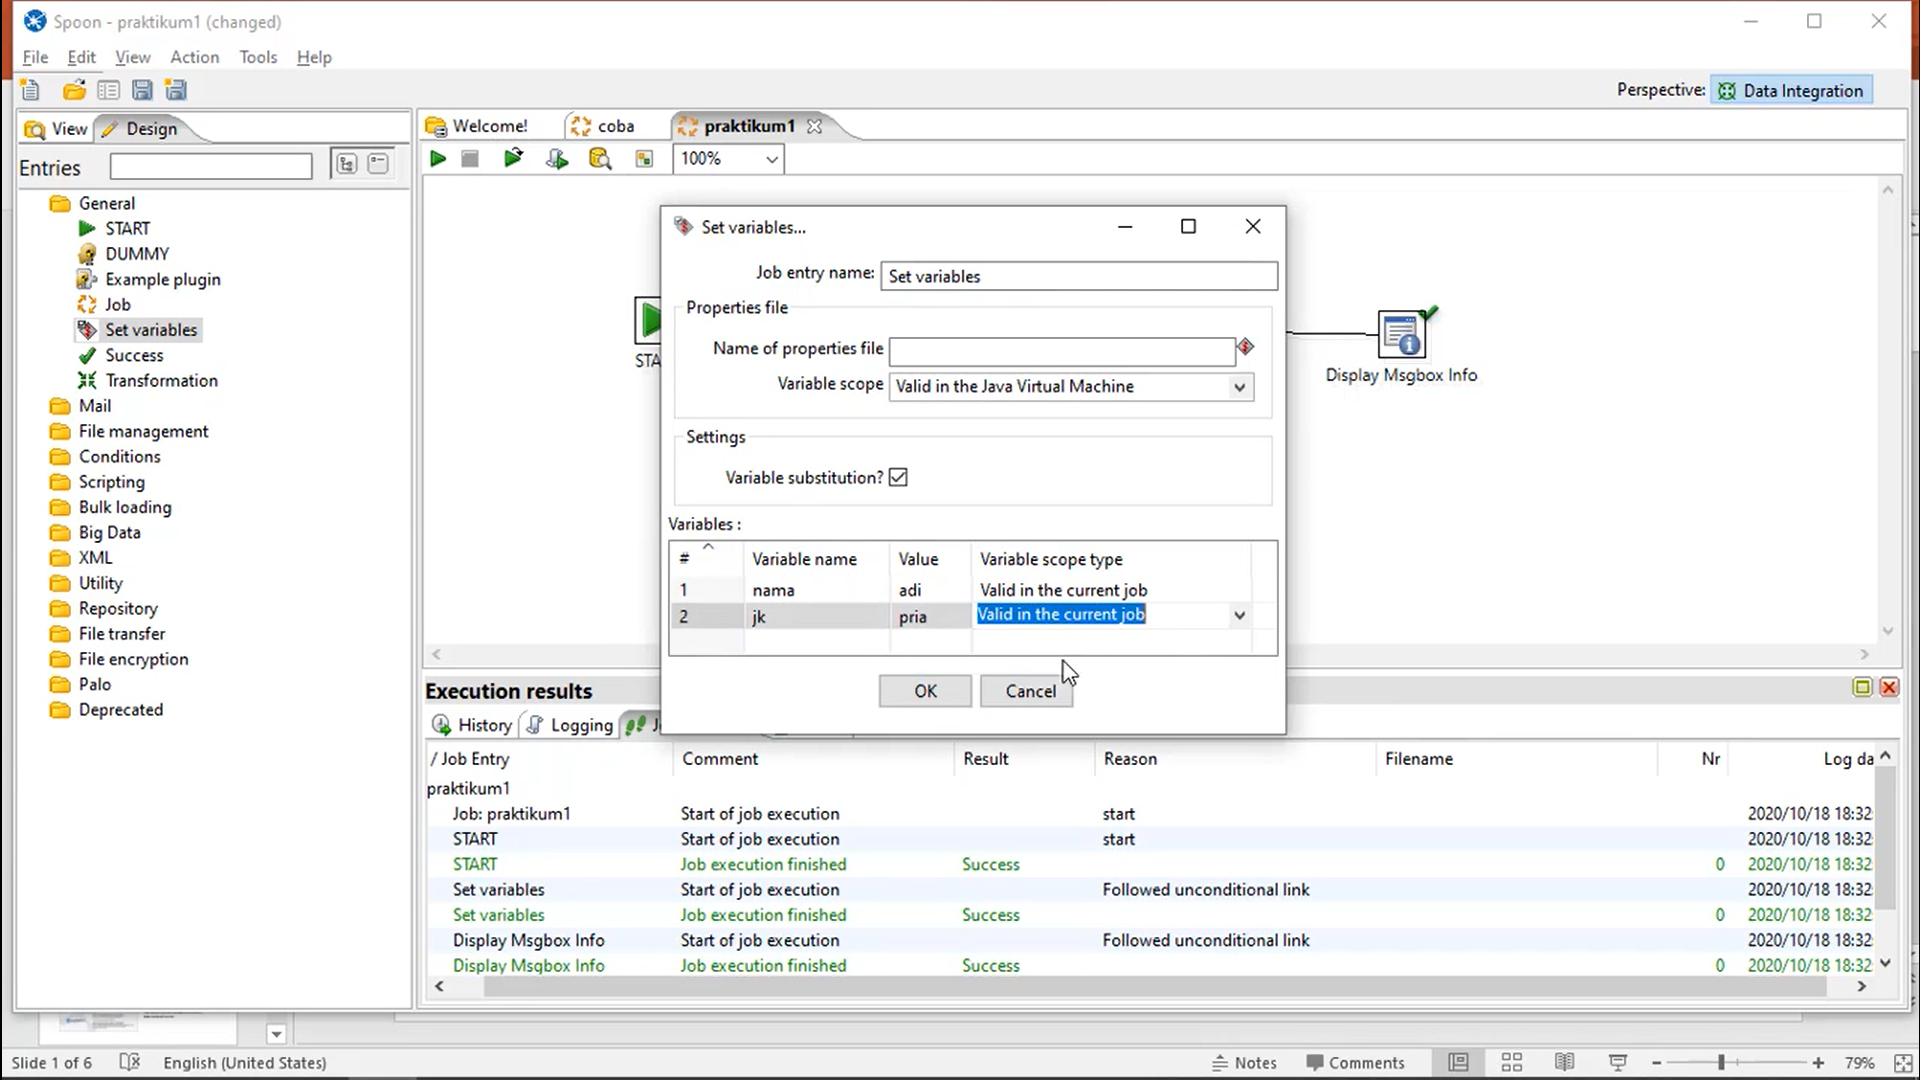 Spoon - praktikum1 (changed)
File Edit View Action Tools Help
Perspective: Data Integration
View Design
Welcome! coba praktikum1
Entries
100%
General
START
DUMMY
Example plugin
Job
Set variables
Success
Transformation
Mail
File management
Conditions
Scripting
Bulk loading
Big Data
XML
Utility
Repository
File transfer
File encryption
Palo
Deprecated
STA
Display Msgbox Info
Set variables...
Job entry name: Set variables
Properties file
Name of properties file
Variable scope Valid in the Java Virtual Machine
Settings
Variable substitution?
Variables :
# Variable name Value Variable scope type
1 nama adi Valid in the current job
2 jk pria Valid in the current job
OK Cancel
Execution results
History Logging
/ Job Entry Comment Result Reason Filename Nr Log da
praktikum1
Job: praktikum1 Start of job execution start 2020/10/18 18:32
START Start of job execution start 2020/10/18 18:32
START Job execution finished Success 0 2020/10/18 18:32
Set variables Start of job execution Followed unconditional link 2020/10/18 18:32
Set variables Job execution finished Success 0 2020/10/18 18:32
Display Msgbox Info Start of job execution Followed unconditional link 2020/10/18 18:32
Display Msgbox Info Job execution finished Success 0 2020/10/18 18:32
Slide 1 of 6 English (United States) Notes Comments 79%